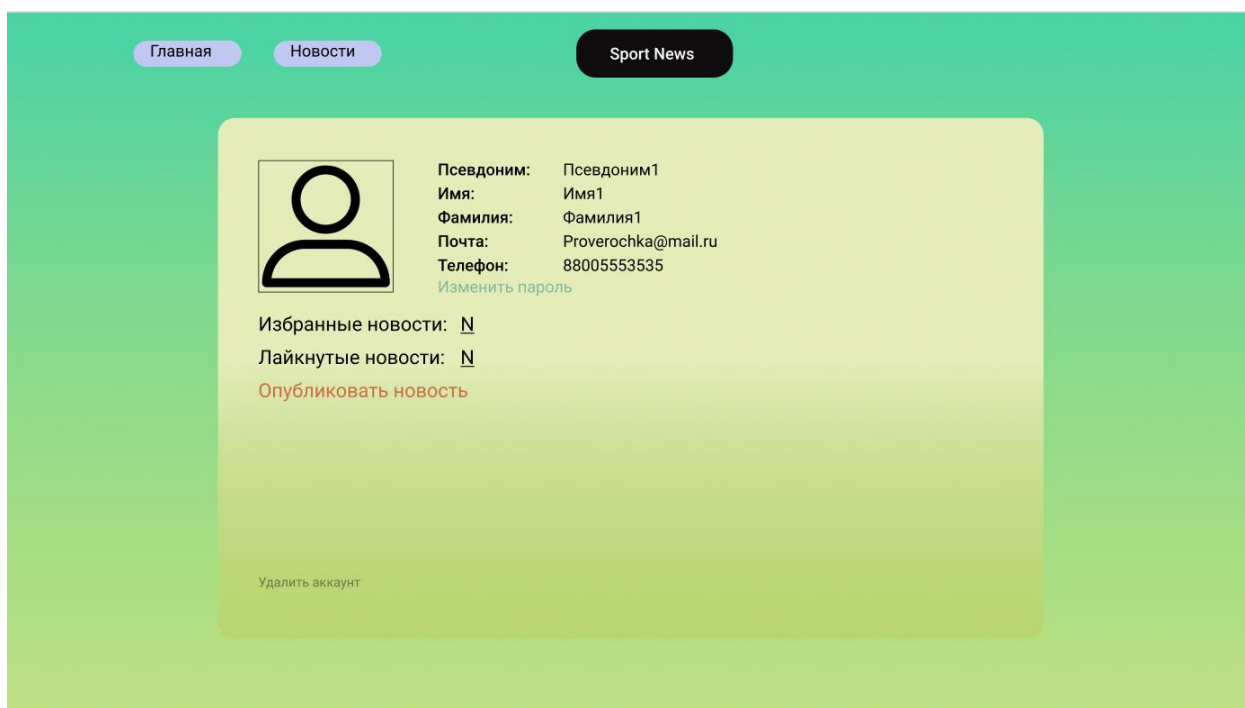 Главная Новости Sport News
Псевдоним: Псевдоним1
Имя: Имя1
Фамилия: Фамилия1
Почта: Proverochka@mail.ru
Телефон: 88005553535
Изменить пароль
Избранные новости: N
Лайкнутые новости: N
Опубликовать новость
Удалить аккаунт